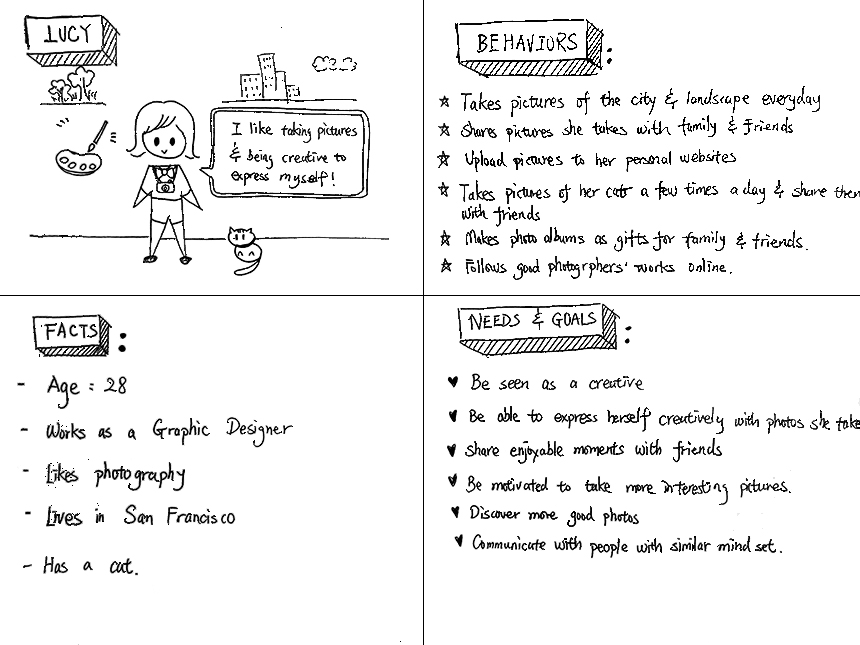 LUCY
I like taking pictures
& being creative to
express myself!
BEHAVIORS:
☆ Takes pictures of the city & landscape everyday
☆ Shares pictures she takes with family & friends
☆ Upload pictures to her personal websites
☆ Takes pictures of her cat a few times a day & share them
with friends
☆ Makes photo albums as gifts for family & friends.
☆ Follows good photogrphers' works online.
FACTS:
- Age : 28
- Works as a Graphic Designer
- Likes photography
- Lives in San Francisco
- Has a cat.
NEEDS & GOALS:
♥ Be seen as a creative
♥ Be able to express herself creatively with photos she take
♥ Share enjoyable moments with friends
♥ Be motivated to take more interesting pictures.
♥ Discover more good photos
♥ Communicate with people with similar mind set.